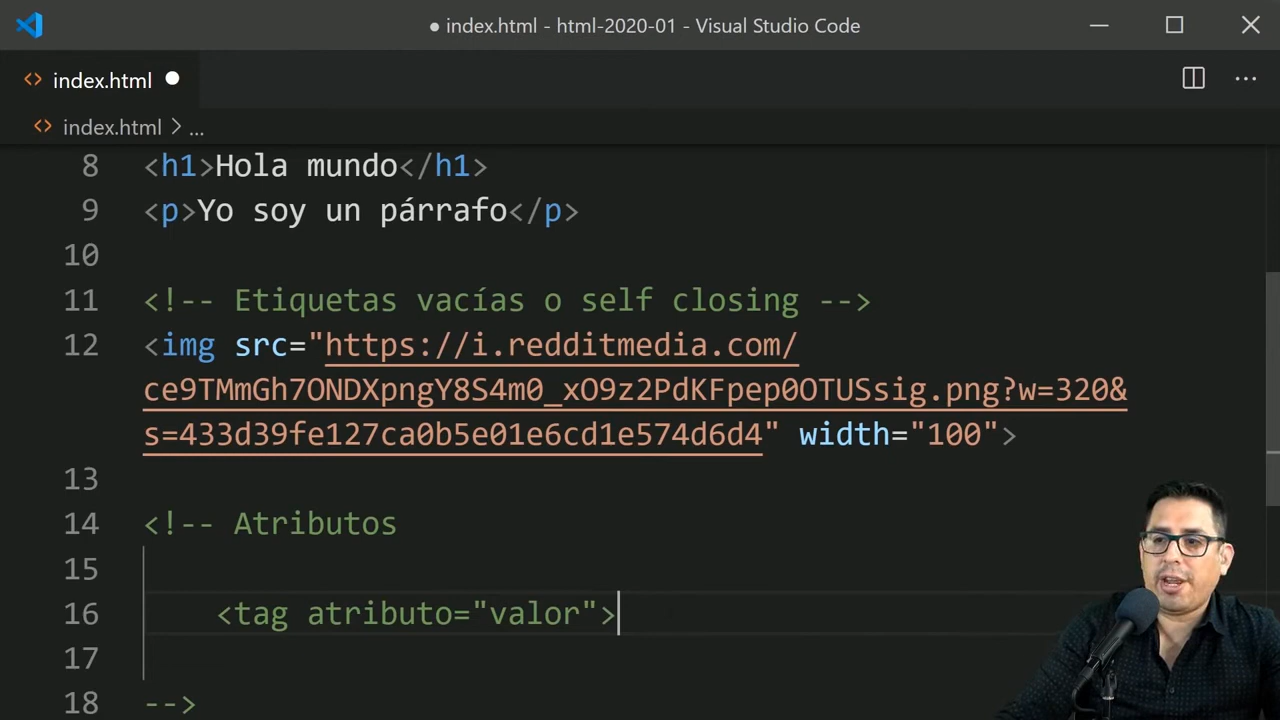 ● index.html - html-2020-01 - Visual Studio Code
<> index.html ●
<> index.html > ...
8 <h1>Hola mundo</h1>
9 <p>Yo soy un párrafo</p>
10
11 <!-- Etiquetas vacías o self closing -->
12 <img src="https://i.redditmedia.com/
ce9TMmGh7ONDXpngY8S4m0_xO9z2PdKFpep0OTUSsig.png?w=320&
s=433d39fe127ca0b5e01e6cd1e574d6d4" width="100">
13
14 <!-- Atributos
15
16 <tag atributo="valor">
17
18 -->